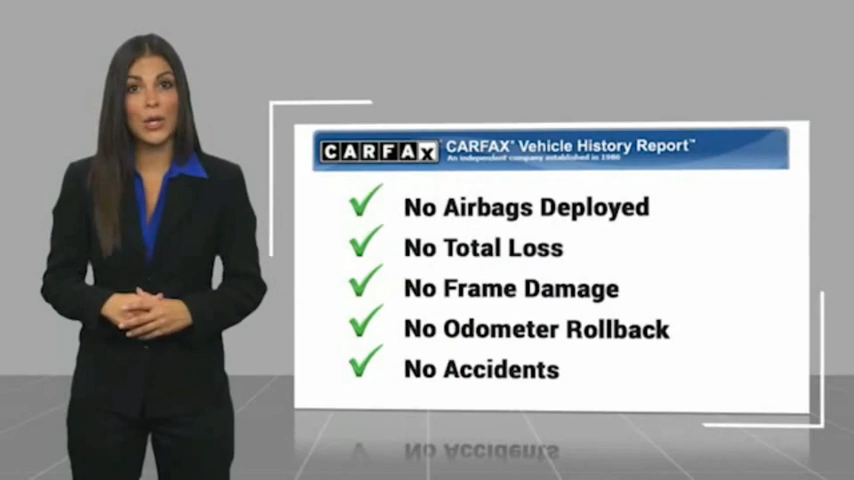 CARFAX CARFAX® Vehicle History Report™
An independent company established in 1986
No Airbags Deployed
No Total Loss
No Frame Damage
No Odometer Rollback
No Accidents
No Accidents